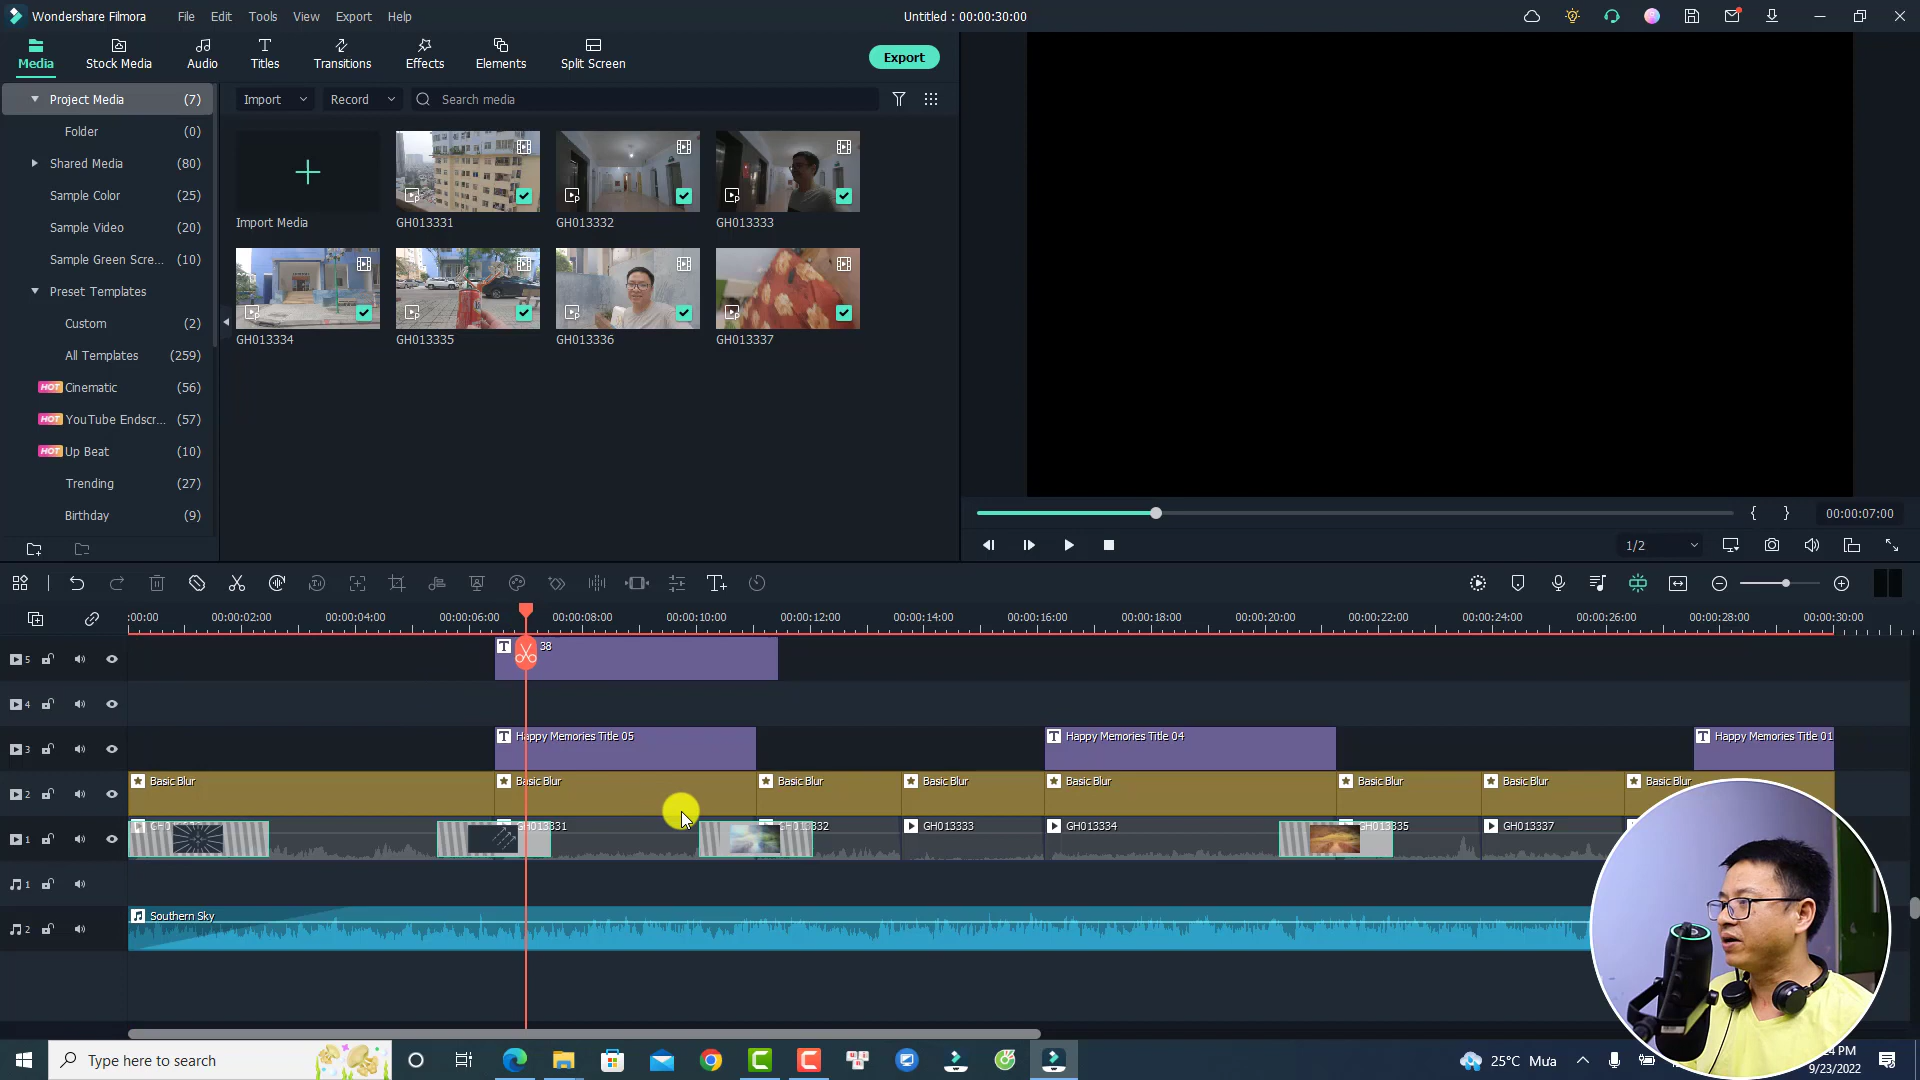 Wondershare Filmora
File
Edit
Tools
View
Export
Help
Untitled : 00:00:30:00
Media
Stock Media
Audio
Titles
Transitions
Effects
Elements
Split Screen
Export
Project Media (7)
Folder (0)
Shared Media (80)
Sample Color (25)
Sample Video (20)
Sample Green Scre... (10)
Preset Templates
Custom (2)
All Templates (259)
HOT Cinematic (56)
HOT YouTube Endscr... (57)
HOT Up Beat (10)
Trending (27)
Birthday (9)
Import
Record
Search media
Import Media
GH013331
GH013332
GH013333
GH013334
GH013335
GH013336
GH013337
{ }
00:00:07:00
1/2
:00:00
00:00:02:00
00:00:04:00
00:00:06:00
00:00:08:00
00:00:10:00
00:00:12:00
00:00:14:00
00:00:16:00
00:00:18:00
00:00:20:00
00:00:22:00
00:00:24:00
00:00:26:00
00:00:28:00
00:00:30:00
5
T
38
4
3
T Happy Memories Title 05
T Happy Memories Title 04
T Happy Memories Title 01
2
Basic Blur
Basic Blur
Basic Blur
Basic Blur
Basic Blur
Basic Blur
Basic Blur
Basic Blur
1
GH013333
GH013334
GH013337
1
2
Southern Sky
Type here to search
25°C Mưa
PM
9/23/2022